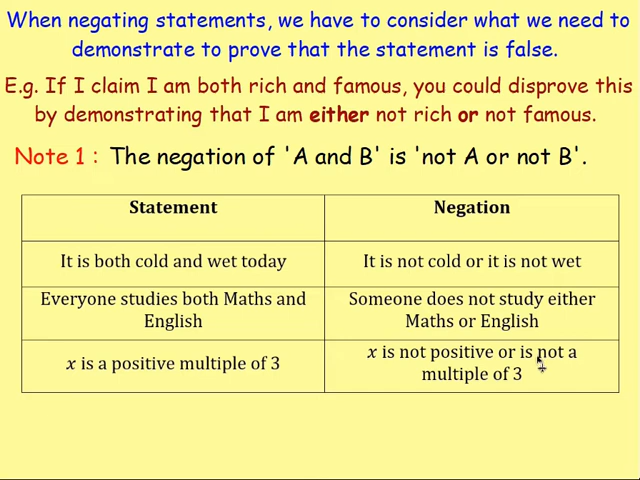 When negating statements, we have to consider what we need to
demonstrate to prove that the statement is false.
E.g. If I claim I am both rich and famous, you could disprove this
by demonstrating that I am either not rich or not famous.
Note 1 : The negation of 'A and B' is 'not A or not B'.
Statement
Negation
It is both cold and wet today
It is not cold or it is not wet
Everyone studies both Maths and
English
Someone does not study either
Maths or English
x is a positive multiple of 3
x is not positive or is not a
multiple of 3